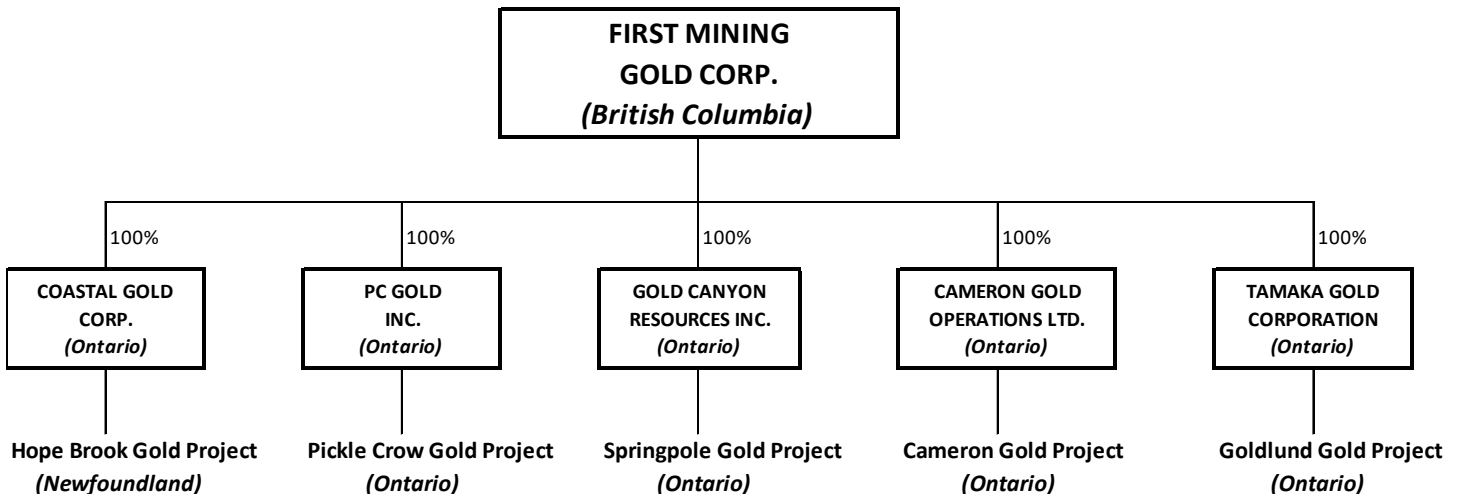 FIRST MINING
GOLD CORP.
(British Columbia)
100%
100%
100%
100%
100%
COASTAL GOLD
CORP.
(Ontario)
PC GOLD
INC.
(Ontario)
GOLD CANYON
RESOURCES INC.
(Ontario)
CAMERON GOLD
OPERATIONS LTD.
(Ontario)
TAMAKA GOLD
CORPORATION
(Ontario)
Hope Brook Gold Project
(Newfoundland)
Pickle Crow Gold Project
(Ontario)
Springpole Gold Project
(Ontario)
Cameron Gold Project
(Ontario)
Goldlund Gold Project
(Ontario)